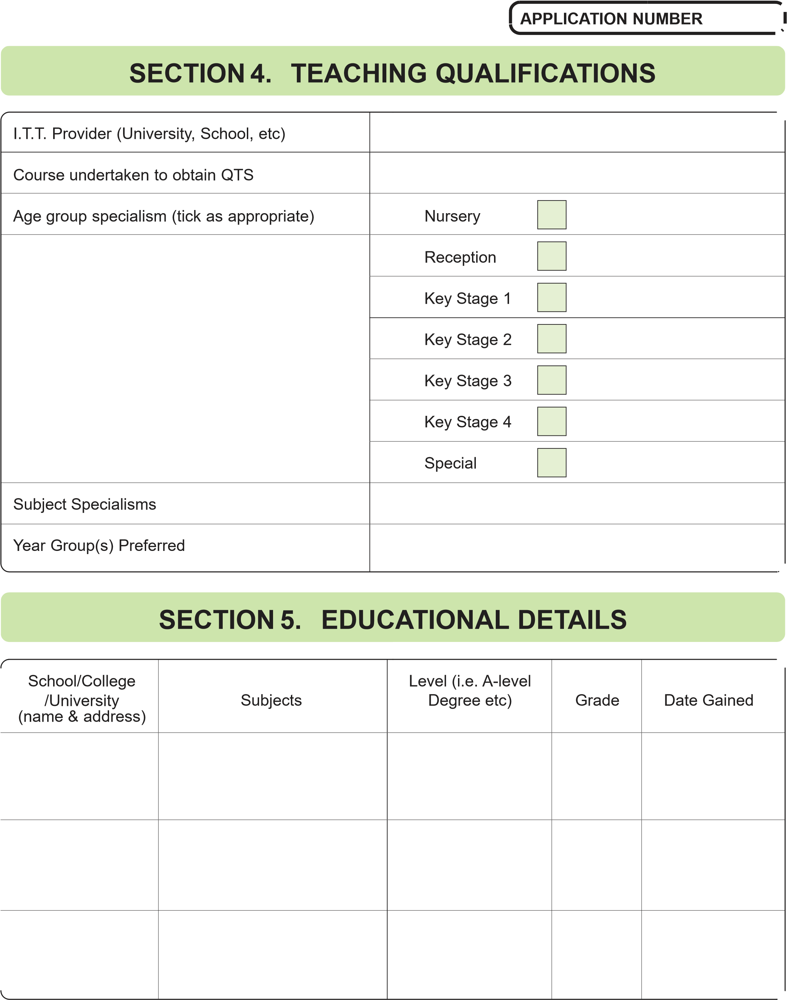 APPLICATION NUMBER
SECTION 4. TEACHING QUALIFICATIONS
I.T.T. Provider (University, School, etc)
Course undertaken to obtain QTS
Age group specialism (tick as appropriate)
Nursery
Reception
Key Stage 1
Key Stage 2
Key Stage 3
Key Stage 4
Special
Subject Specialisms
Year Group(s) Preferred
SECTION 5. EDUCATIONAL DETAILS
School/College
/University
(name & address)
Subjects
Level (i.e. A-level
Degree etc)
Grade
Date Gained